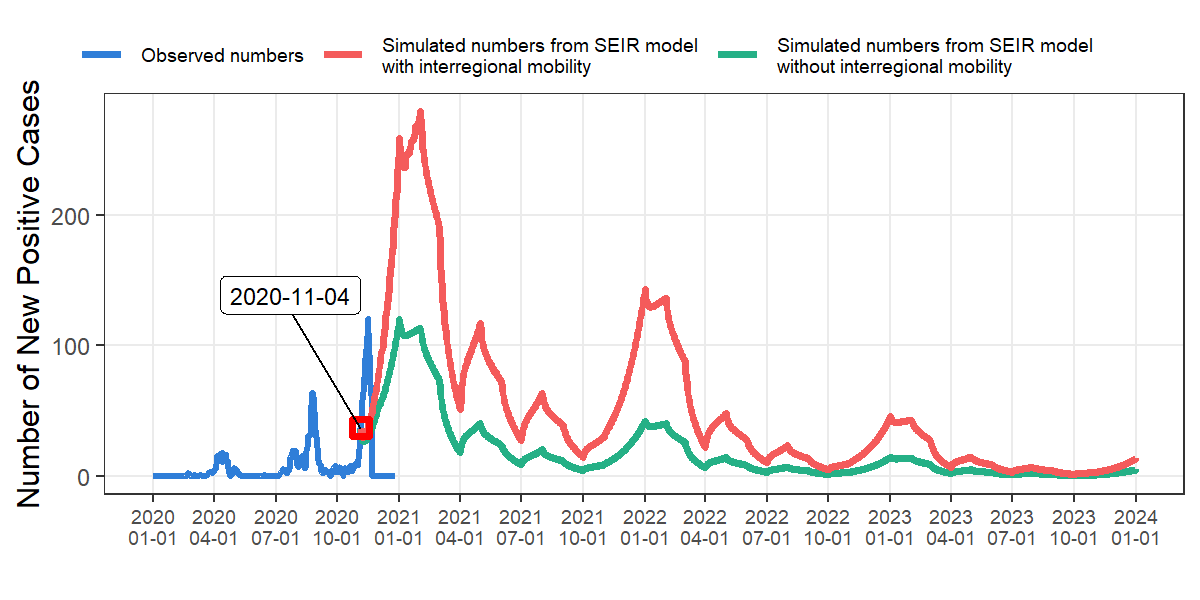 Observed numbers
Simulated numbers from SEIR model
with interregional mobility
Simulated numbers from SEIR model
without interregional mobility
Number of New Positive Cases
200
100
0
2020-11-04
2020 2020 2020 2020 2021 2021 2021 2021 2022 2022 2022 2022 2023 2023 2023 2023 2024
01-01 04-01 07-01 10-01 01-01 04-01 07-01 10-01 01-01 04-01 07-01 10-01 01-01 04-01 07-01 10-01 01-01